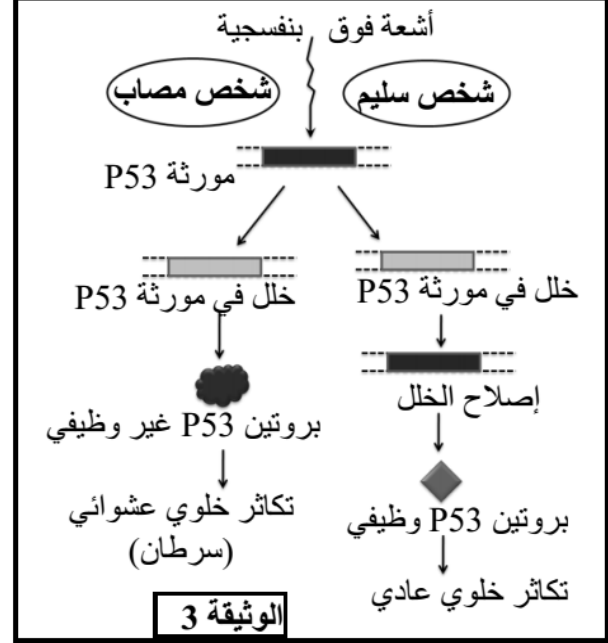 أشعة فوق بنفسجية
شخص سليم
شخص مصاب
مورثة P53
خلل في مورثة P53
خلل في مورثة P53
إصلاح الخلل
بروتين P53 غير وظيفي
بروتين P53 وظيفي
تكاثر خلوي عشوائي
(سرطان)
تكاثر خلوي عادي
الوثيقة 3